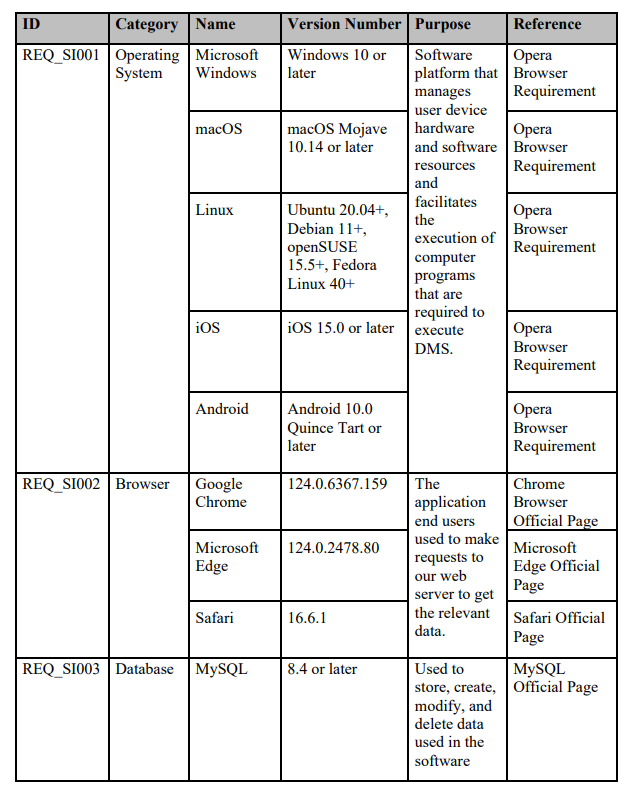 ID Category Name Version Number Purpose Reference
REQ_SI001
Operating
System
Microsoft
Windows
Windows 10 or
later
Software
platform that
manages
user device
hardware
and software
resources
and
facilitates
the
execution of
computer
programs
that are
required to
execute
DMS.
Opera
Browser
Requirement
macOS
macOS Mojave
10.14 or later
Opera
Browser
Requirement
Linux
Ubuntu 20.04+,
Debian 11+,
openSUSE
15.5+, Fedora
Linux 40+
Opera
Browser
Requirement
iOS
iOS 15.0 or later
Opera
Browser
Requirement
Android
Android 10.0
Quince Tart or
later
Opera
Browser
Requirement
REQ_SI002
Browser
Google
Chrome
124.0.6367.159
The
application
end users
used to make
requests to
our web
server to get
the relevant
data.
Chrome
Browser
Official Page
Microsoft
Edge
124.0.2478.80
Microsoft
Edge Official
Page
Safari
16.6.1
Safari Official
Page
REQ_SI003
Database
MySQL
8.4 or later
Used to
store, create,
modify, and
delete data
used in the
software
MySQL
Official Page